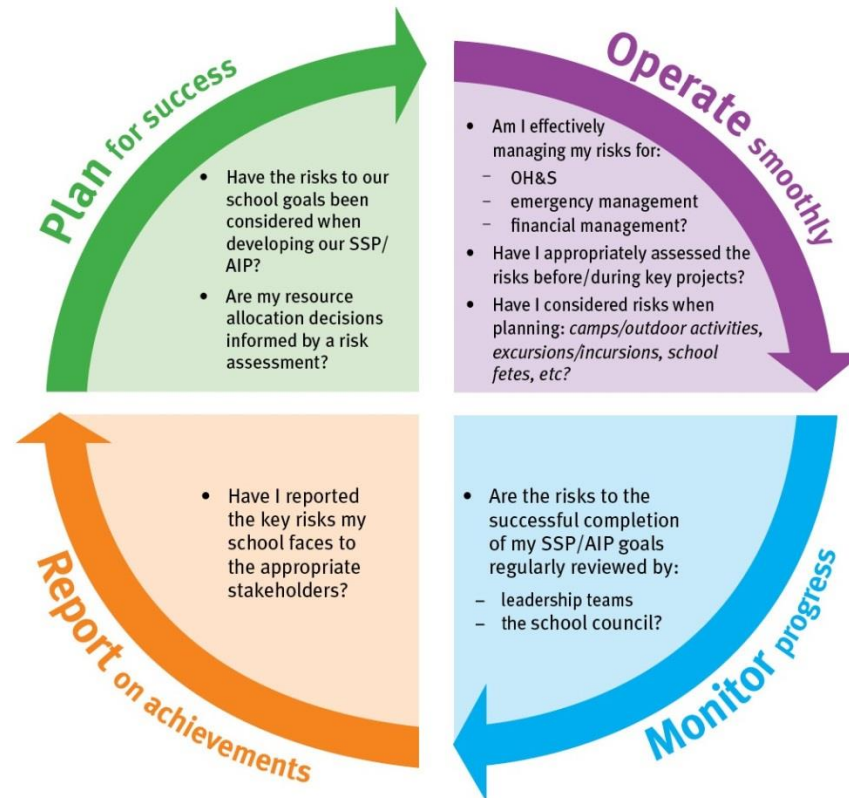 Plan for success
• Have the risks to our
school goals been
considered when
developing our SSP/
AIP?
• Are my resource
allocation decisions
informed by a risk
assessment?
Operate smoothly
• Am I effectively
managing my risks for:
- OH&S
- emergency management
- financial management?
• Have I appropriately assessed the
risks before/during key projects?
• Have I considered risks when
planning: camps/outdoor activities,
excursions/incursions, school
fetes, etc?
Monitor progress
• Are the risks to the
successful completion
of my SSP/AIP goals
regularly reviewed by:
– leadership teams
– the school council?
Report on achievements
• Have I reported
the key risks my
school faces to
the appropriate
stakeholders?